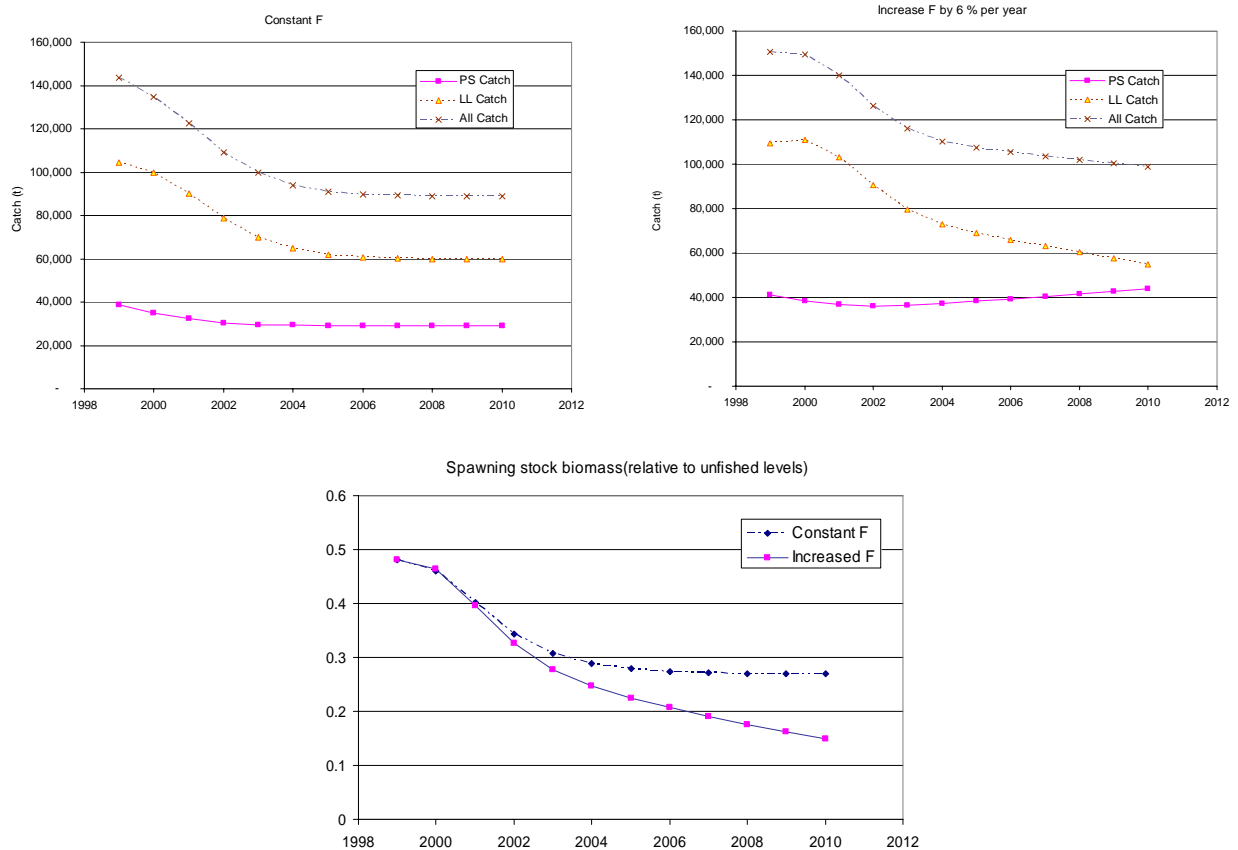 Constant F
160,000
140,000
120,000
100,000
80,000
60,000
40,000
20,000
-
Catch (t)
PS Catch
LL Catch
All Catch
1998 2000 2002 2004 2006 2008 2010 2012
Increase F by 6 % per year
160,000
140,000
120,000
100,000
80,000
60,000
40,000
20,000
-
Catch (t)
PS Catch
LL Catch
All Catch
1998 2000 2002 2004 2006 2008 2010 2012
Spawning stock biomass(relative to unfished levels)
0.6
0.5
0.4
0.3
0.2
0.1
0
Constant F
Increased F
1998 2000 2002 2004 2006 2008 2010 2012